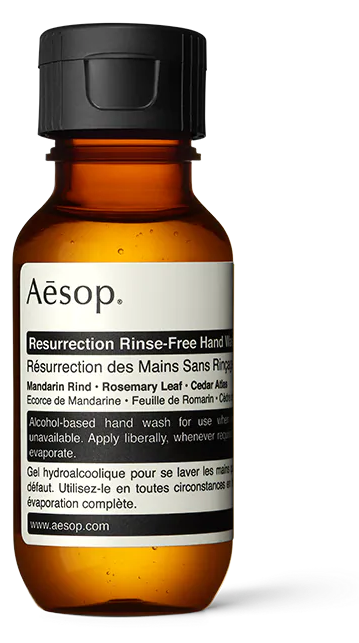 Aēsop.®
Resurrection Rinse-Free Hand
Résurrection des Mains Sans Rinçage
Mandarin Rind • Rosemary Leaf • Cedar Atlas
Ecorce de Mandarine • Feuille de Romarin •
Alcohol-based hand wash for use when
unavailable. Apply liberally, whenever
evaporate.
Gel hydroalcoolique pour se laver les mains
défaut. Utilisez-le en toutes circonstances
évaporation complète.
www.aesop.com